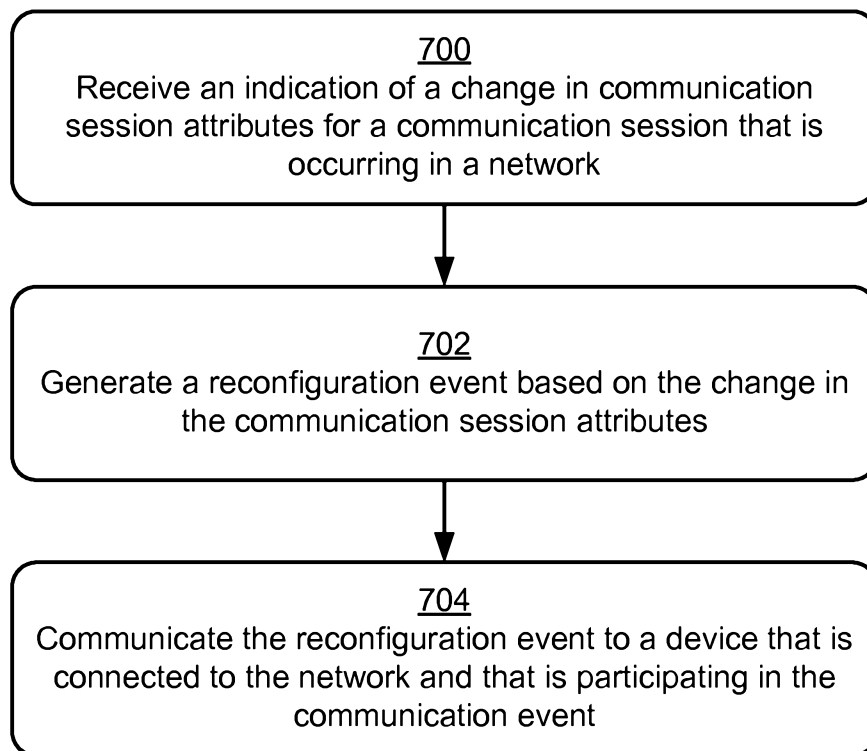 700
Receive an indication of a change in communication
session attributes for a communication session that is
occurring in a network
702
Generate a reconfiguration event based on the change in
the communication session attributes
704
Communicate the reconfiguration event to a device that is
connected to the network and that is participating in the
communication event